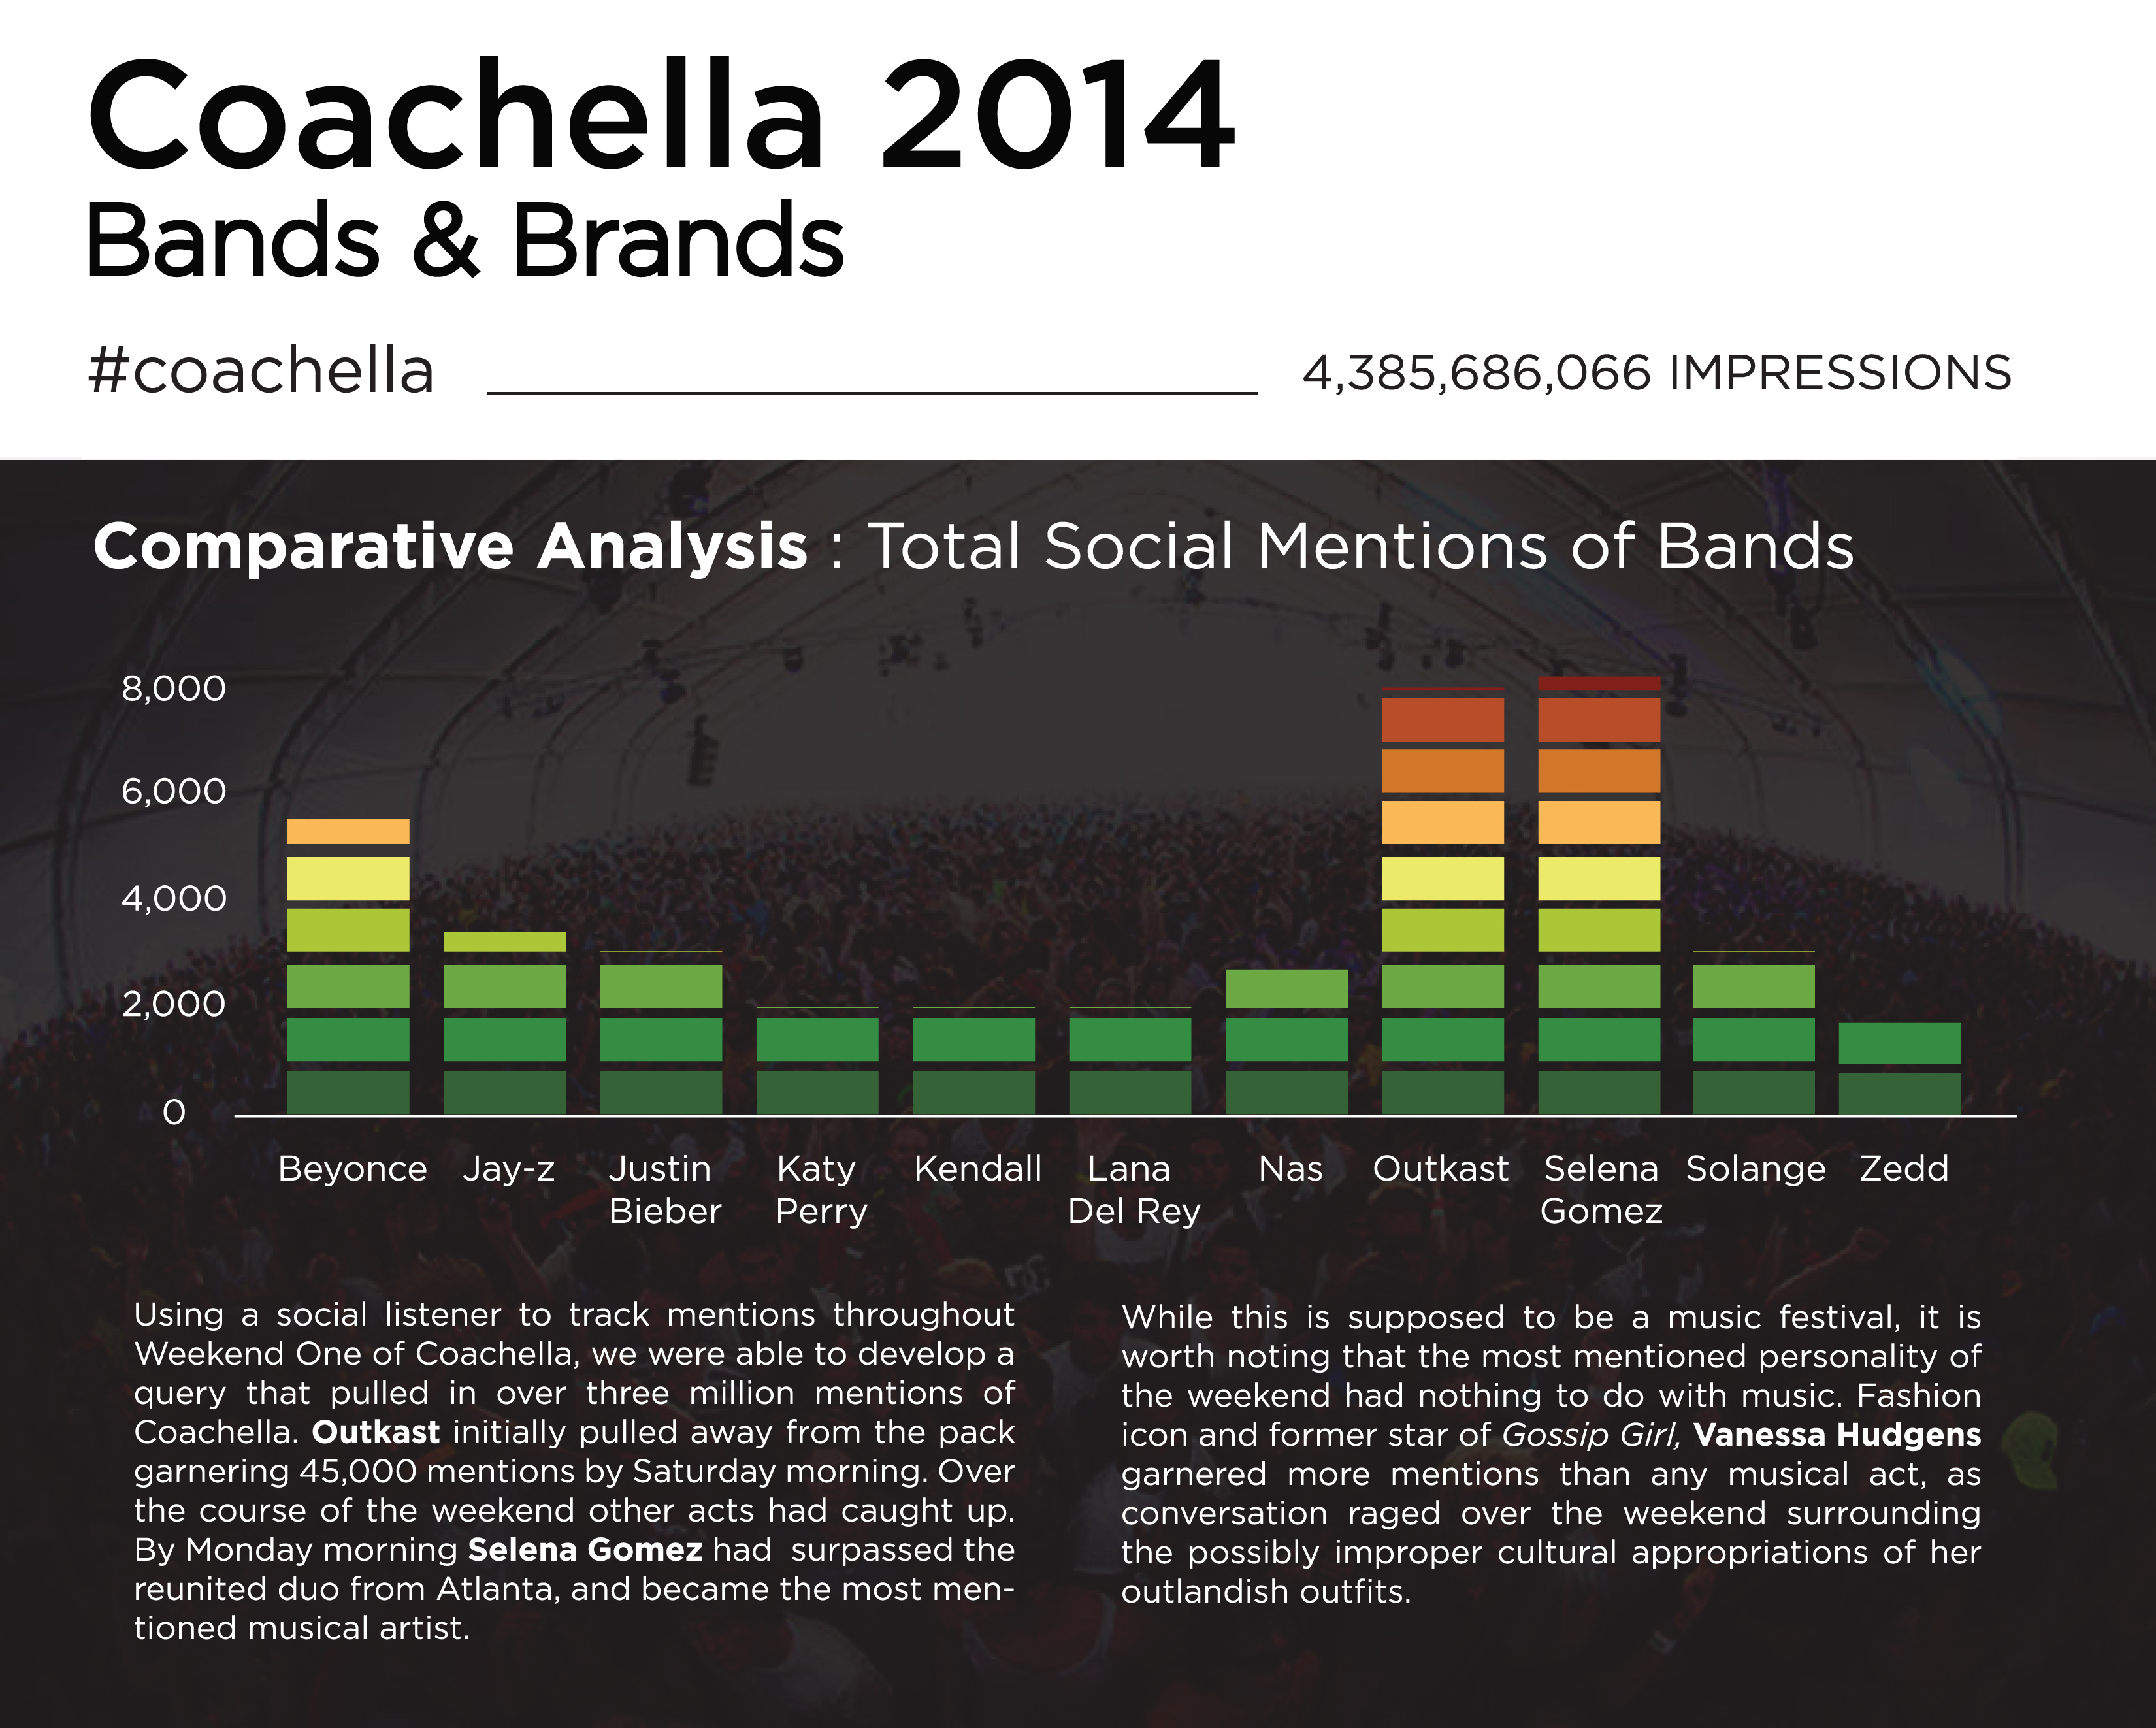 Coachella 2014
Bands & Brands
#coachella
4,385,686,066 IMPRESSIONS
Comparative Analysis : Total Social Mentions of Bands
8,000
6,000
4,000
2,000
0
Beyonce
Jay-z
Justin
Bieber
Katy
Perry
Kendall
Lana
Del Rey
Nas
Outkast
Selena
Gomez
Solange
Zedd
Using a social listener to track mentions throughout
Weekend One of Coachella, we were able to develop a
query that pulled in over three million mentions of
Coachella. Outkast initially pulled away from the pack
garnering 45,000 mentions by Saturday morning. Over
the course of the weekend other acts had caught up.
By Monday morning Selena Gomez had surpassed the
reunited duo from Atlanta, and became the most men-
tioned musical artist.
While this is supposed to be a music festival, it is
worth noting that the most mentioned personality of
the weekend had nothing to do with music. Fashion
icon and former star of Gossip Girl, Vanessa Hudgens
garnered more mentions than any musical act, as
conversation raged over the weekend surrounding
the possibly improper cultural appropriations of her
outlandish outfits.